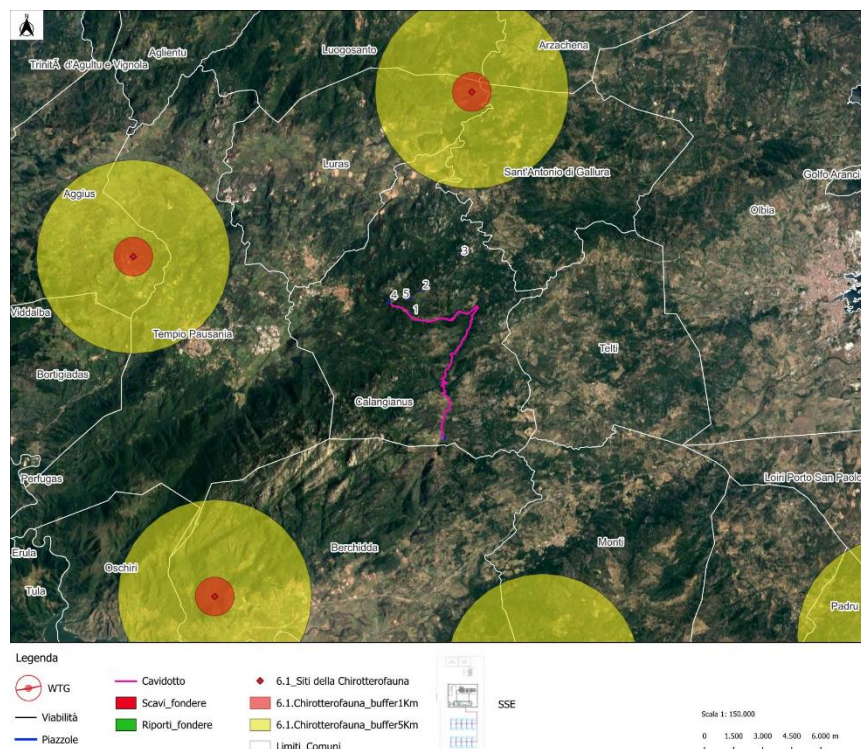 N
Aglientu
Luogosanto
Arzachena
TrinitÃ d'Agultu e Vignola
Luras
Sant'Antonio di Gallura
Golfo Aranci
Aggius
Olbia
3
2
4 5
1
Viddalba
Tempio Pausania
Telti
Bortigiadas
Calangianus
Perfugas
Loiri Porto San Paolo
Berchidda
Monti
Erula
Oschiri
Tula
Padru
Legenda
WTG
Viabilità
Piazzole
Cavidotto
Scavi_fondere
Riporti_fondere
6.1_Siti della Chirotterofauna
6.1.Chirotterofauna_buffer1Km
6.1.Chirotterofauna_buffer5Km
Limiti_Comuni
SSE
Scala 1: 150.000
0 1.500 3.000 4.500 6.000 m